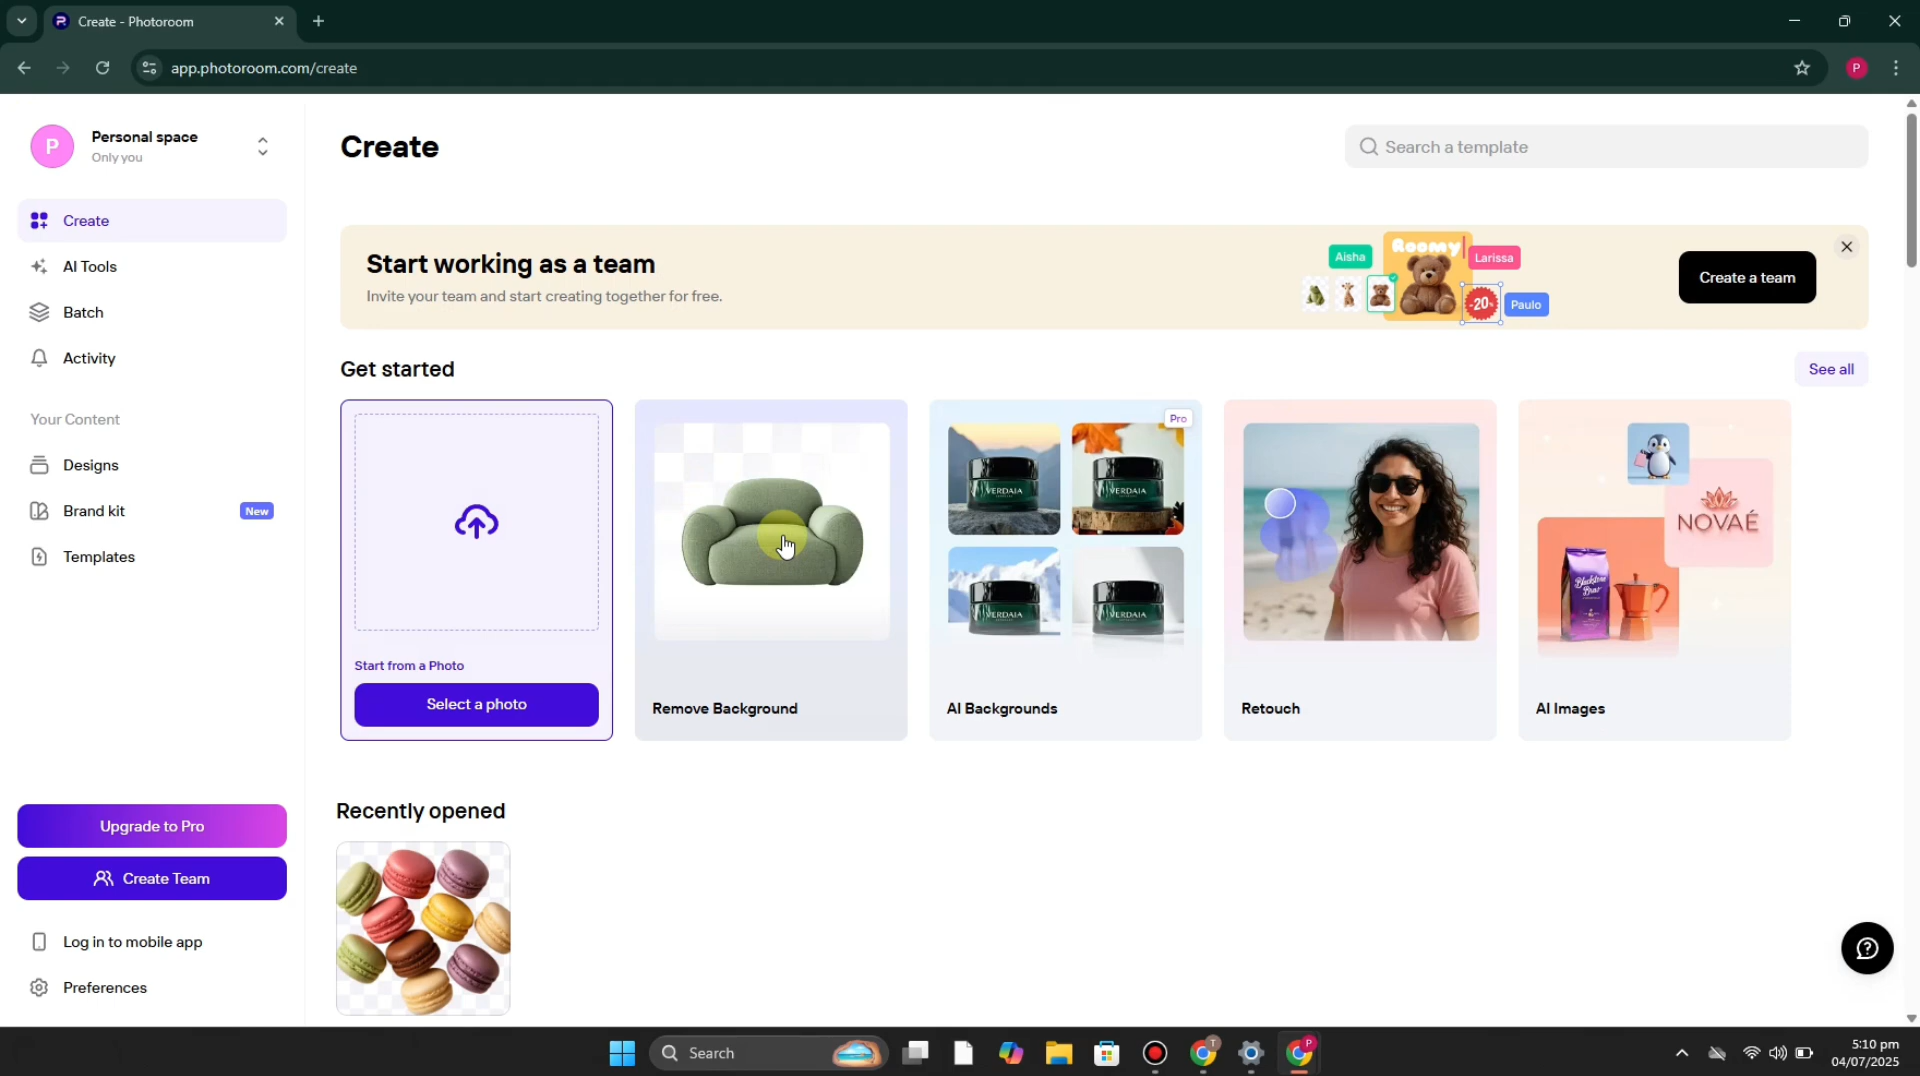 Create - Photoroom
app.photoroom.com/create
P
P
Personal space
Only you
Create
AI Tools
Batch
Activity
Your Content
Designs
Brand kit
New
Templates
Upgrade to Pro
Create Team
Log in to mobile app
Preferences
Create
Search a template
Start working as a team
Invite your team and start creating together for free.
Aisha
Roomy
Larissa
-20%
Paulo
Create a team
Get started
See all
Start from a Photo
Select a photo
Remove Background
Pro
VERDAIA
VERDAIA
VERDAIA
VERDAIA
AI Backgrounds
Retouch
NOVAÉ
Blackstone
Brew
AI Images
Recently opened
Search
T
P
5:10 pm
04/07/2025